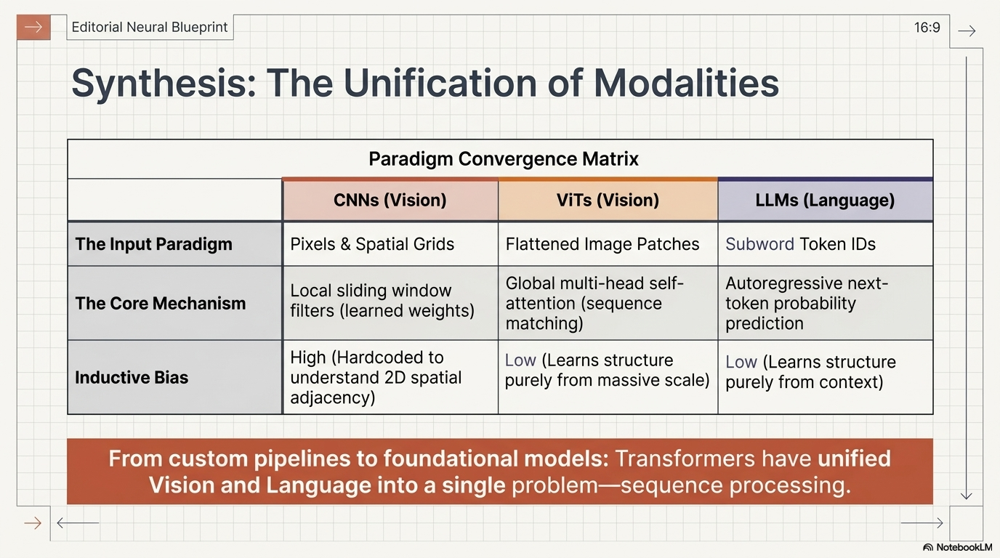 Editorial Neural Blueprint
16:9
Synthesis: The Unification of Modalities
Paradigm Convergence Matrix
CNNs (Vision)
ViTs (Vision)
LLMs (Language)
The Input Paradigm
Pixels & Spatial Grids
Flattened Image Patches
Subword Token IDs
The Core Mechanism
Local sliding window
filters (learned weights)
Global multi-head self-
attention (sequence
matching)
Autoregressive next-
token probability
prediction
Inductive Bias
High (Hardcoded to
understand 2D spatial
adjacency)
Low (Learns structure
purely from massive scale)
Low (Learns structure
purely from context)
From custom pipelines to foundational models: Transformers have unified
Vision and Language into a single problem—sequence processing.
NotebookLM